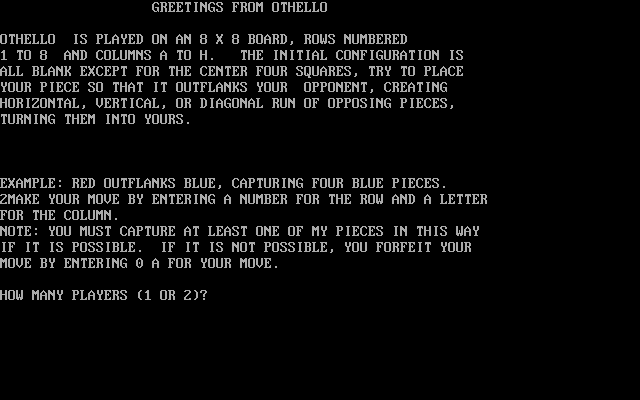 GREETINGS FROM OTHELLO
OTHELLO  IS PLAYED ON AN 8 X 8 BOARD, ROWS NUMBERED
1 TO 8  AND COLUMNS A TO H.   THE INITIAL CONFIGURATION IS
ALL BLANK EXCEPT FOR THE CENTER FOUR SQUARES, TRY TO PLACE
YOUR PIECE SO THAT IT OUTFLANKS YOUR  OPPONENT, CREATING
HORIZONTAL, VERTICAL, OR DIAGONAL RUN OF OPPOSING PIECES,
TURNING THEM INTO YOURS.
EXAMPLE: RED OUTFLANKS BLUE, CAPTURING FOUR BLUE PIECES.
2MAKE YOUR MOVE BY ENTERING A NUMBER FOR THE ROW AND A LETTER
FOR THE COLUMN.
NOTE: YOU MUST CAPTURE AT LEAST ONE OF MY PIECES IN THIS WAY
IF IT IS POSSIBLE.  IF IT IS NOT POSSIBLE, YOU FORFEIT YOUR
MOVE BY ENTERING 0 A FOR YOUR MOVE.
HOW MANY PLAYERS (1 OR 2)?